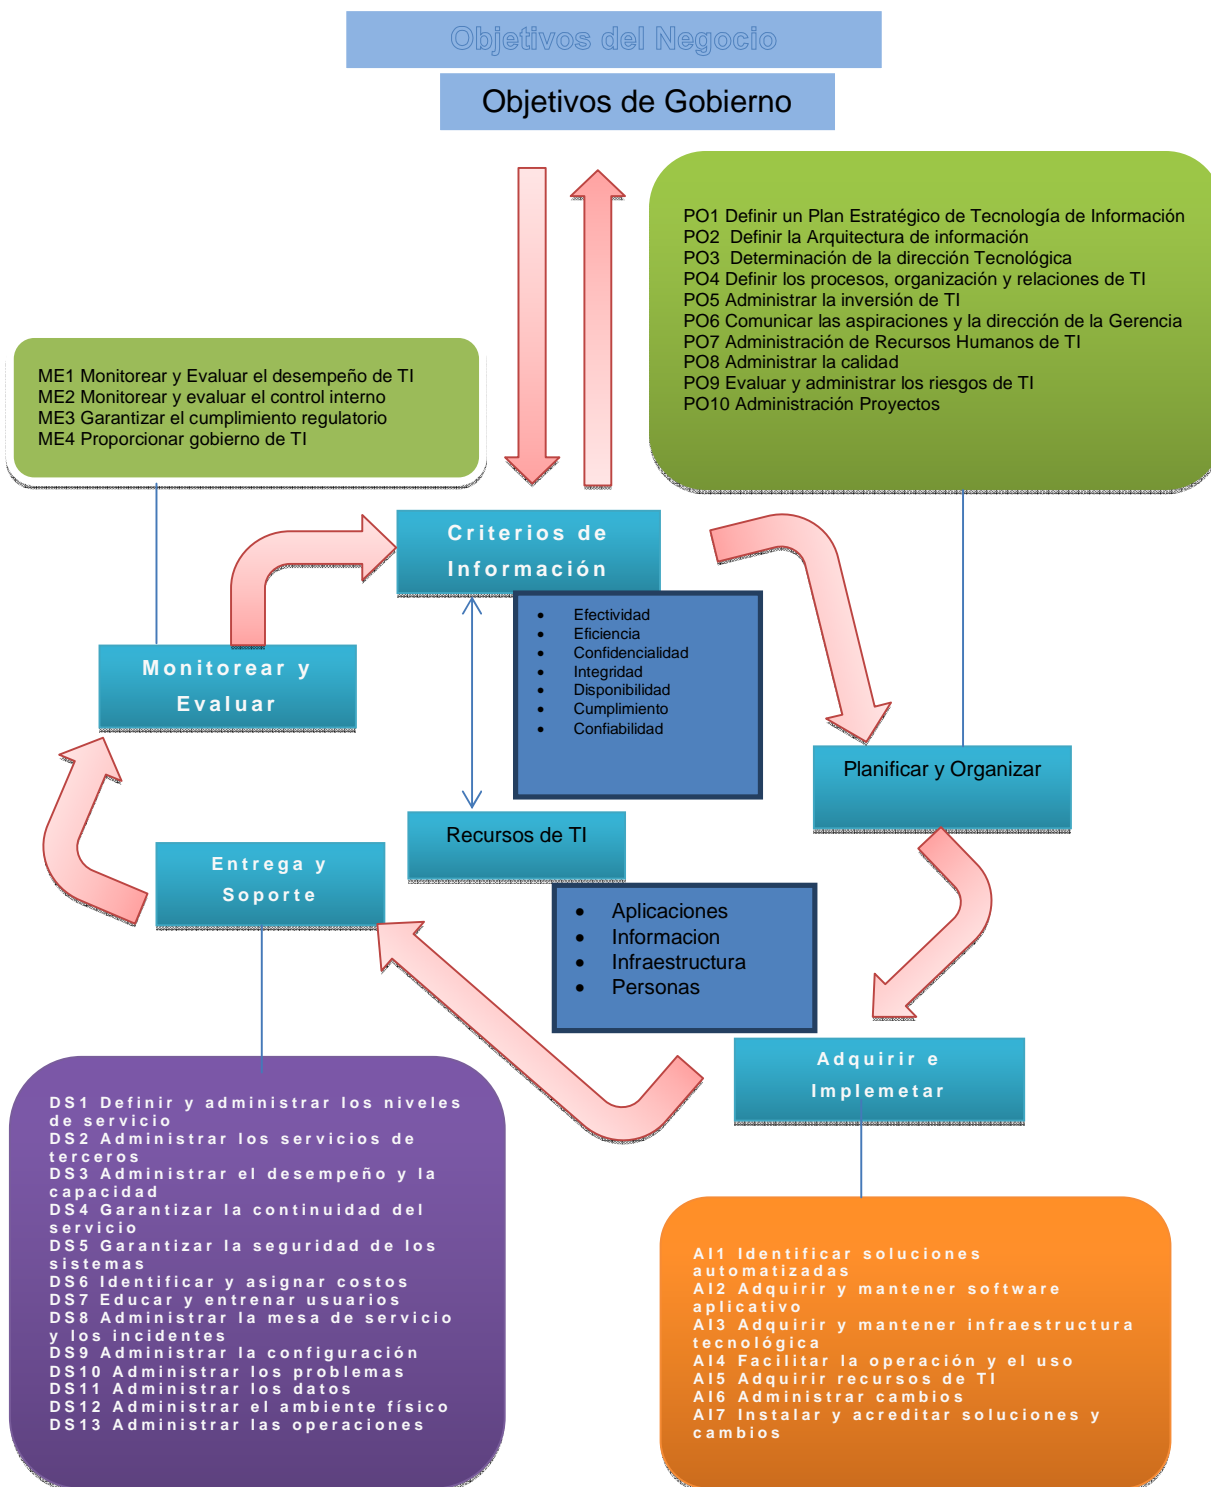 Objetivos del Negocio
Objetivos de Gobierno
PO1 Definir un Plan Estratégico de Tecnología de Información
PO2 Definir la Arquitectura de información
PO3 Determinación de la dirección Tecnológica
PO4 Definir los procesos, organización y relaciones de TI
PO5 Administrar la inversión de TI
PO6 Comunicar las aspiraciones y la dirección de la Gerencia
PO7 Administración de Recursos Humanos de TI
PO8 Administrar la calidad
PO9 Evaluar y administrar los riesgos de TI
PO10 Administración Proyectos
ME1 Monitorear y Evaluar el desempeño de TI
ME2 Monitorear y evaluar el control interno
ME3 Garantizar el cumplimiento regulatorio
ME4 Proporcionar gobierno de TI
Criterios de
Información
• Efectividad
• Eficiencia
• Confidencialidad
• Integridad
• Disponibilidad
• Cumplimiento
• Confiabilidad
Monitorear y
Evaluar
Planificar y Organizar
Recursos de TI
Entrega y
Soporte
• Aplicaciones
• Informacion
• Infraestructura
• Personas
Adquirir e
Implemetar
DS1 Definir y administrar los niveles
de servicio
DS2 Administrar los servicios de
terceros
DS3 Administrar el desempeño y la
capacidad
DS4 Garantizar la continuidad del
servicio
DS5 Garantizar la seguridad de los
sistemas
DS6 Identificar y asignar costos
DS7 Educar y entrenar usuarios
DS8 Administrar la mesa de servicio
y los incidentes
DS9 Administrar la configuración
DS10 Administrar los problemas
DS11 Administrar los datos
DS12 Administrar el ambiente físico
DS13 Administrar las operaciones
AI1 Identificar soluciones
automatizadas
AI2 Adquirir y mantener software
aplicativo
AI3 Adquirir y mantener infraestructura
tecnológica
AI4 Facilitar la operación y el uso
AI5 Adquirir recursos de TI
AI6 Administrar cambios
AI7 Instalar y acreditar soluciones y
cambios